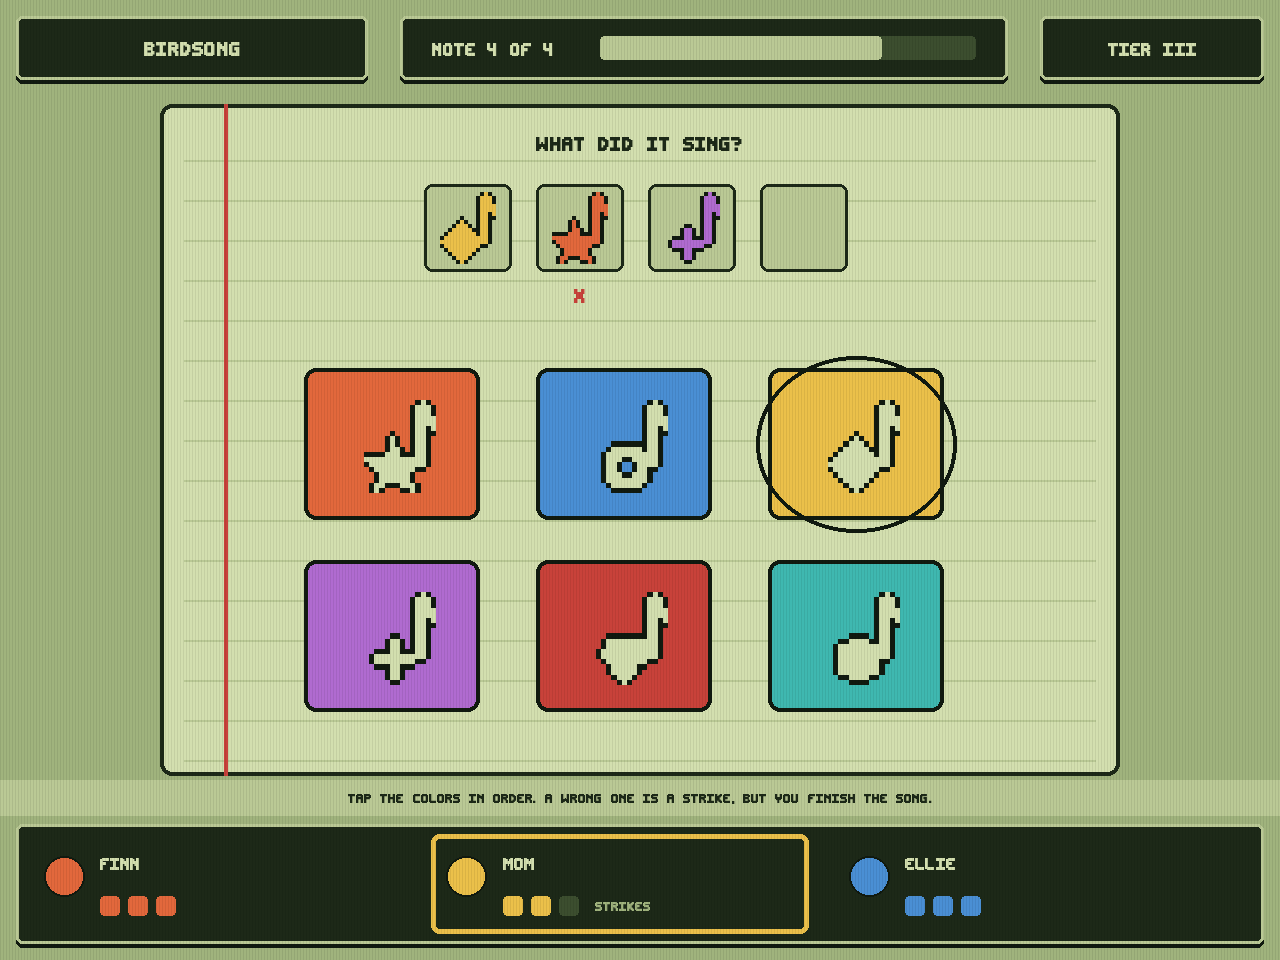 BIRDSONG
NOTE 4 OF 4
TIER III
WHAT DID IT SING?
X
TAP THE COLORS IN ORDER. A WRONG ONE IS A STRIKE, BUT YOU FINISH THE SONG.
FINN
MOM
STRIKES
ELLIE